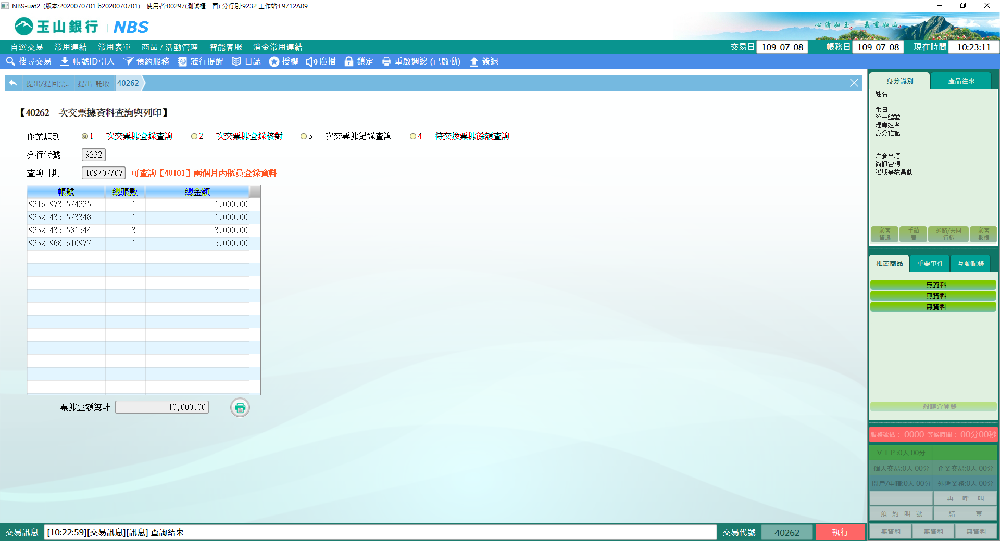 NBS-uat2 (版本:2020070701.b2020070701) 使用者:00297(測試櫃一酉) 分行別:9232 工作站:L9712A09
玉山銀行 | NBS
心清如玉。 義重如山。
自選交易 常用連結 常用表單 商品 / 活動管理 智能客服 消金常用連結
交易日 109-07-08 帳務日 109-07-08 現在時間 10:23:11
搜尋交易 帳號ID引入 預約服務 蒞行提醒 日誌 授權 廣播 鎖定 重啟週邊 (已啟動) 簽退
提出/提回票.. 提出-託收 40262
【40262 次交票據資料查詢與列印】
作業類別 1 - 次交票據登錄查詢 2 - 次交票據登錄核對 3 - 次交票據紀錄查詢 4 - 待交換票據餘額查詢
分行代號 9232
查詢日期 109/07/07 可查詢［40101］兩個月內櫃員登錄資料
帳號 總張數 總金額
9216-973-574225 1 1,000.00
9232-435-573348 1 1,000.00
9232-435-581544 3 3,000.00
9232-968-610977 1 5,000.00
票據金額總計 10,000.00
身分識別 產品往來
姓名
生日
統一編號
理專姓名
身分註記
注意事項
簡訊密碼
近期事故異動
顧客資訊 手續費 通路/共同行銷 顧客影像
推薦商品 重要事件 互動記錄
無資料
無資料
無資料
一般轉介登錄
服務號碼： 0000 等候時間： 00分00秒
ＶＩＰ:0人 00分
個人交易:0人 00分 企業交易:0人 00分
開戶/申請:0人 00分 外匯業務:0人 00分
再 呼 叫
預 約 叫 號 結 束
無資料 無資料 無資料
交易訊息 [10:22:59][交易訊息][訊息] 查詢結束
交易代號 40262 執行